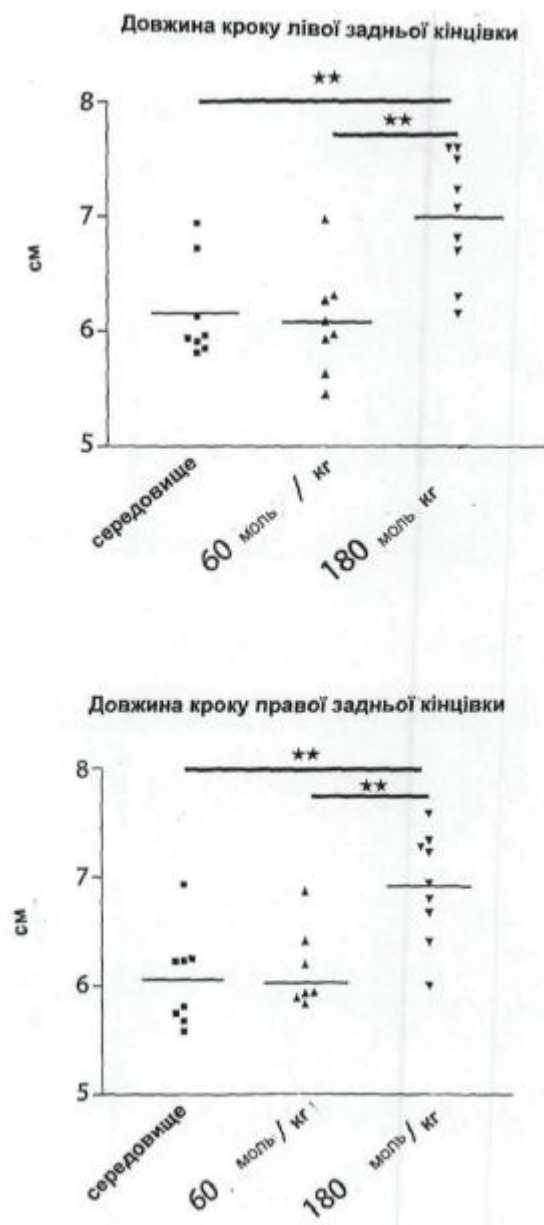 Довжина кроку лівої задньої кінцівки
★★
★★
8
7
см
6
5
середовище
60 моль / кг
180 моль кг
Довжина кроку правої задньої кінцівки
★★
★★
8
7
см
6
5
середовище
60 моль / кг
180 моль / кг